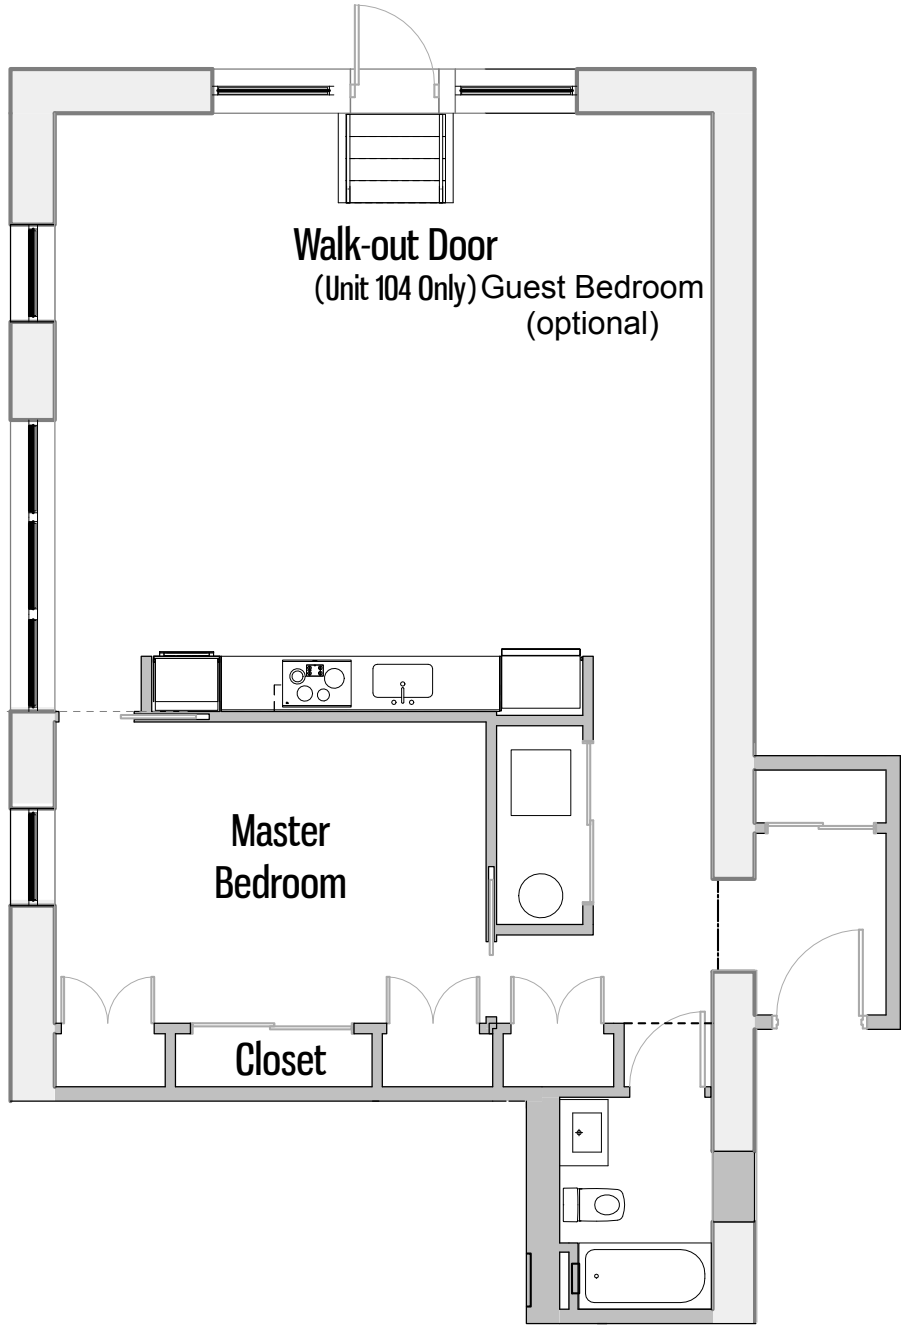 Walk-out Door
(Unit 104 Only) Guest Bedroom
(optional)
Master
Bedroom
Closet